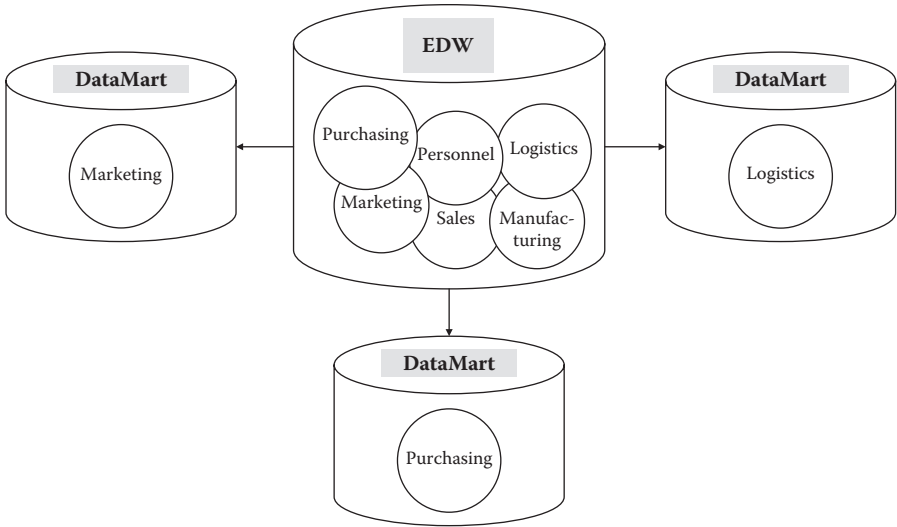 EDW
DataMart
DataMart
Purchasing
Personnel
Logistics
Marketing
Sales
Manufac-
turing
Marketing
Logistics
DataMart
Purchasing